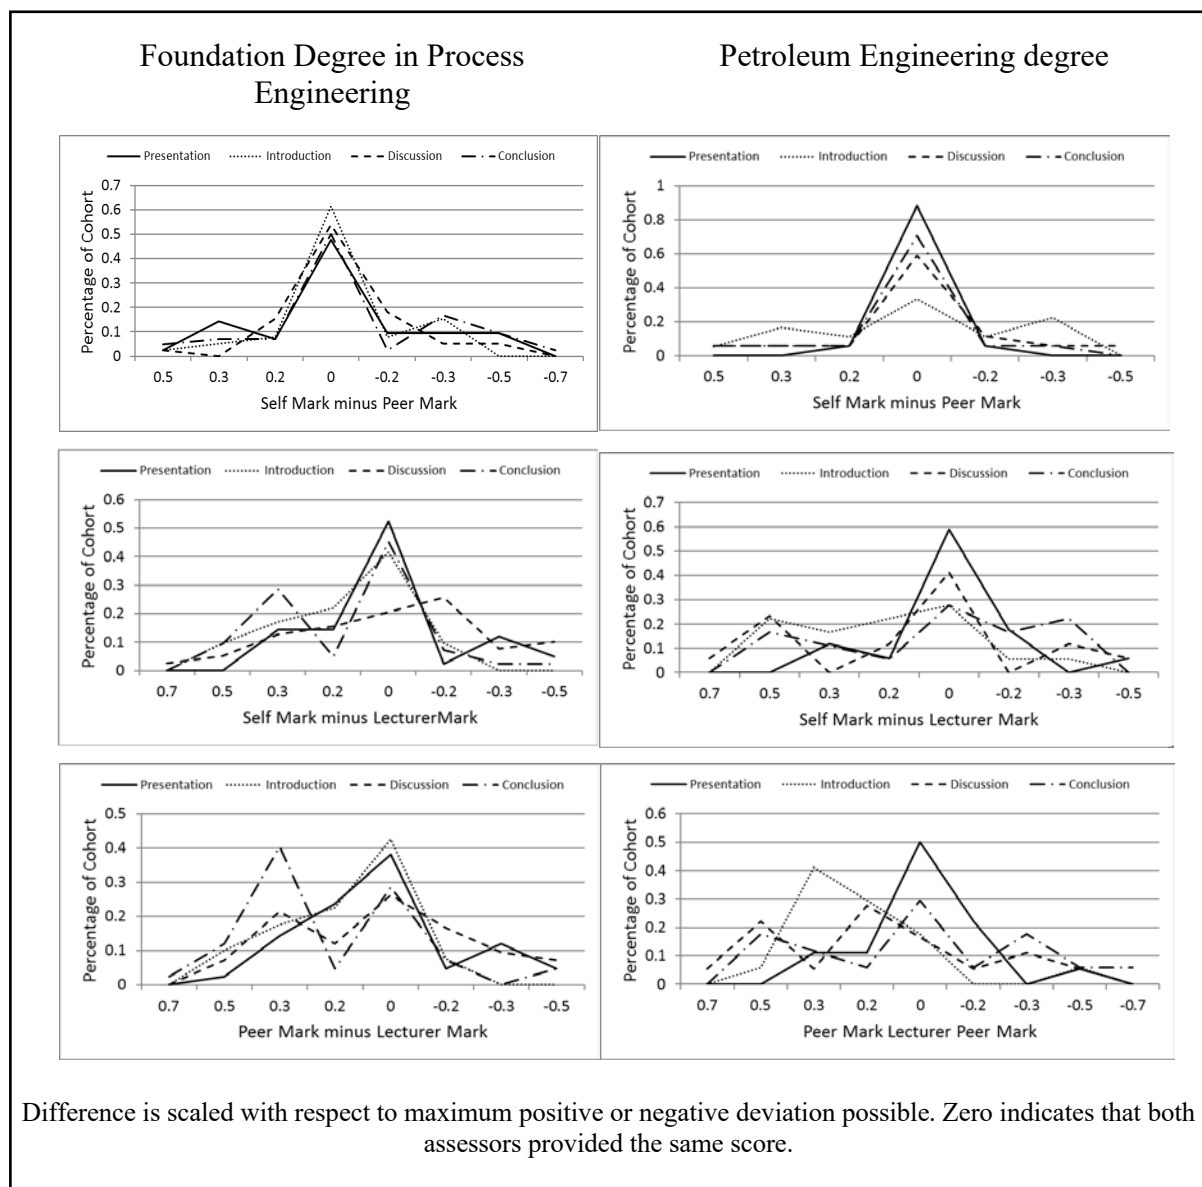 Foundation Degree in Process
Engineering
Petroleum Engineering degree
Presentation Introduction Discussion Conclusion
Percentage of Cohort
0.7
0.6
0.5
0.4
0.3
0.2
0.1
0
0.5 0.3 0.2 0 -0.2 -0.3 -0.5 -0.7
Self Mark minus Peer Mark
Presentation Introduction Discussion Conclusion
Percentage of Cohort
1
0.8
0.6
0.4
0.2
0
0.5 0.3 0.2 0 -0.2 -0.3 -0.5
Self Mark minus Peer Mark
Presentation Introduction Discussion Conclusion
Percentage of Cohort
0.6
0.5
0.4
0.3
0.2
0.1
0
0.7 0.5 0.3 0.2 0 -0.2 -0.3 -0.5
Self Mark minus LecturerMark
Presentation Introduction Discussion Conclusion
Percentage of Cohort
0.7
0.6
0.5
0.4
0.3
0.2
0.1
0
0.7 0.5 0.3 0.2 0 -0.2 -0.3 -0.5
Self Mark minus Lecturer Mark
Presentation Introduction Discussion Conclusion
Percentage of Cohort
0.5
0.4
0.3
0.2
0.1
0
0.7 0.5 0.3 0.2 0 -0.2 -0.3 -0.5
Peer Mark minus Lecturer Mark
Presentation Introduction Discussion Conclusion
Percentage of Cohort
0.6
0.5
0.4
0.3
0.2
0.1
0
0.7 0.5 0.3 0.2 0 -0.2 -0.3 -0.5 -0.7
Peer Mark Lecturer Peer Mark
Difference is scaled with respect to maximum positive or negative deviation possible. Zero indicates that both
assessors provided the same score.